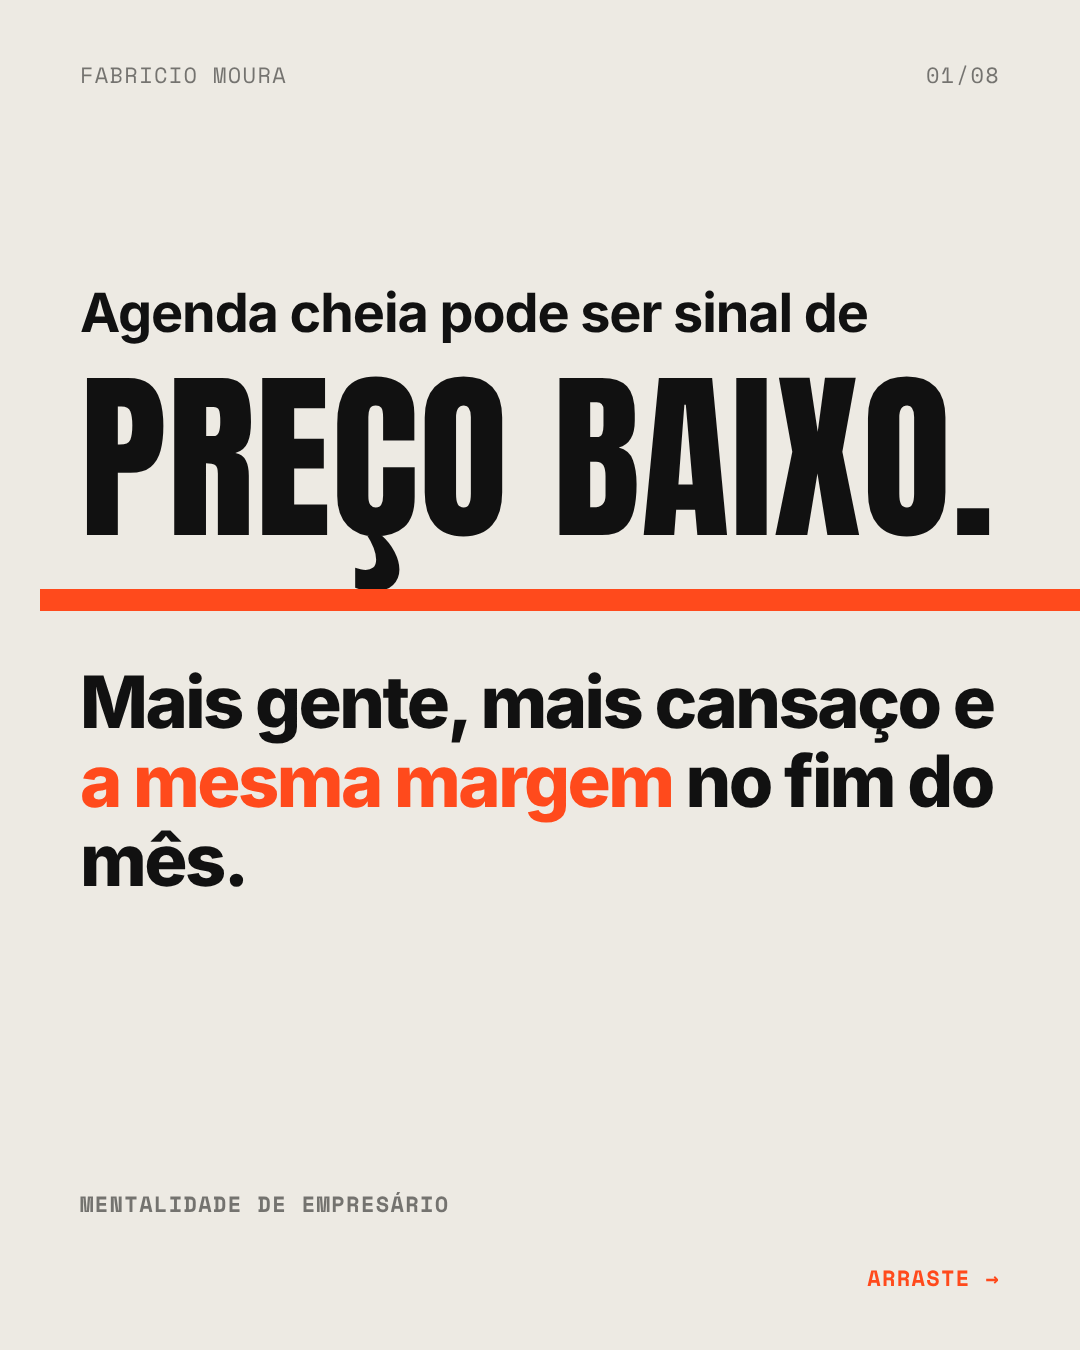 FABRICIO MOURA
01/08
Agenda cheia pode ser sinal de
PREÇO BAIXO.
Mais gente, mais cansaço e
a mesma margem no fim do
mês.
MENTALIDADE DE EMPRESÁRIO
ARRASTE →